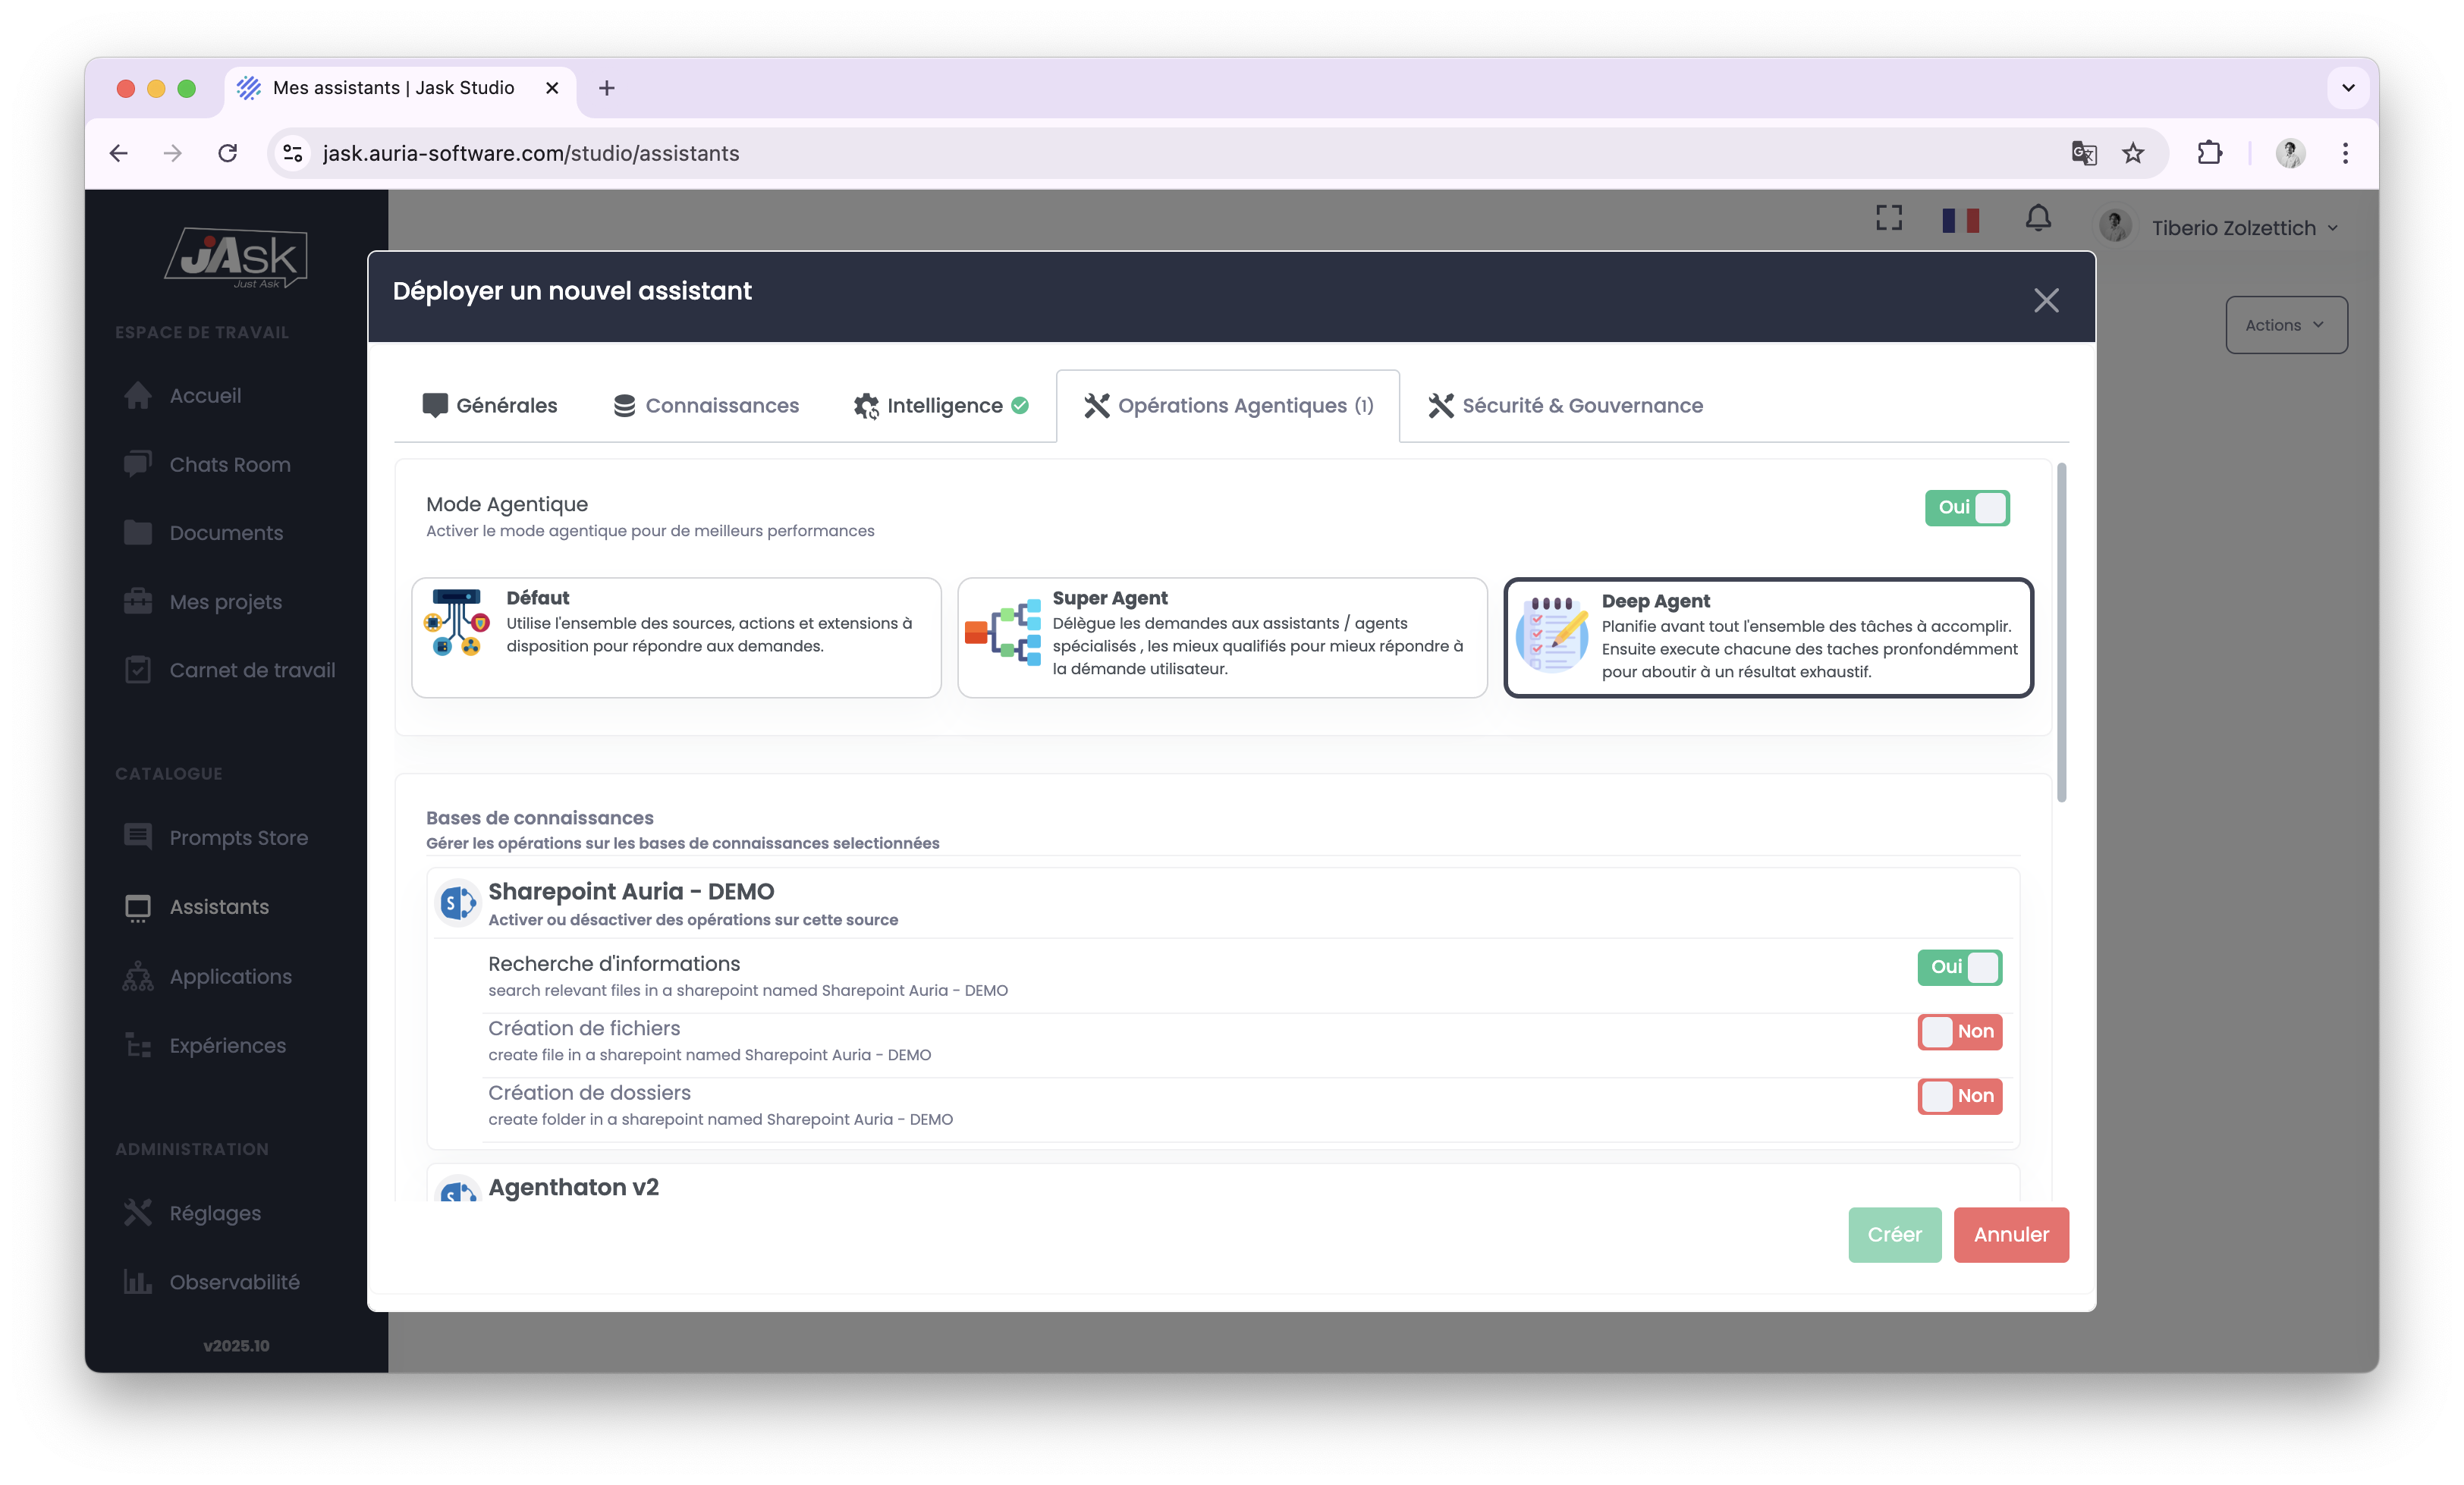 Mes assistants | Jask Studio
jask.auria-software.com/studio/assistants
jAsk
Just Ask
Tiberio Zolzettich
Actions
ESPACE DE TRAVAIL
Accueil
Chats Room
Documents
Mes projets
Carnet de travail
CATALOGUE
Prompts Store
Assistants
Applications
Expériences
ADMINISTRATION
Réglages
Observabilité
v2025.10
Déployer un nouvel assistant
Générales
Connaissances
Intelligence
Opérations Agentiques (1)
Sécurité & Gouvernance
Mode Agentique
Activer le mode agentique pour de meilleurs performances
Oui
Défaut
Utilise l'ensemble des sources, actions et extensions à
disposition pour répondre aux demandes.
Super Agent
Délègue les demandes aux assistants / agents
spécialisés , les mieux qualifiés pour mieux répondre à
la démande utilisateur.
Deep Agent
Planifie avant tout l'ensemble des tâches à accomplir.
Ensuite execute chacune des taches pronfondémment
pour aboutir à un résultat exhaustif.
Bases de connaissances
Gérer les opérations sur les bases de connaissances selectionnées
S
Sharepoint Auria - DEMO
Activer ou désactiver des opérations sur cette source
Recherche d'informations
search relevant files in a sharepoint named Sharepoint Auria - DEMO
Oui
Création de fichiers
create file in a sharepoint named Sharepoint Auria - DEMO
Non
Création de dossiers
create folder in a sharepoint named Sharepoint Auria - DEMO
Non
S
Agenthaton v2
Créer
Annuler